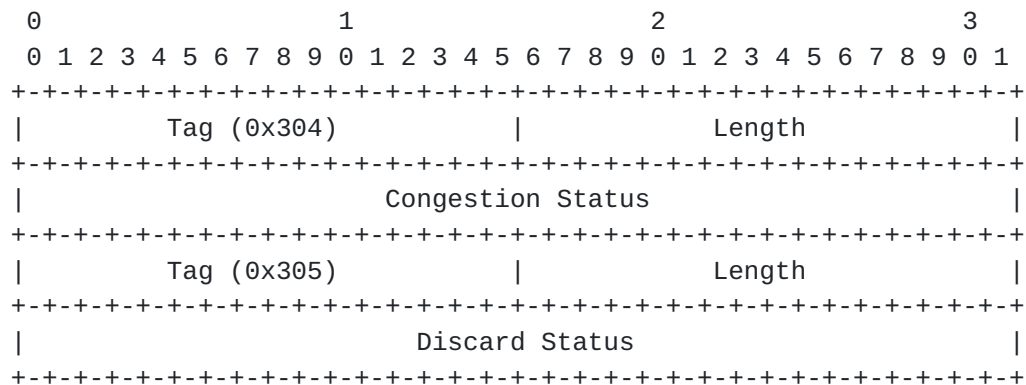 0                   1                   2                   3
 0 1 2 3 4 5 6 7 8 9 0 1 2 3 4 5 6 7 8 9 0 1 2 3 4 5 6 7 8 9 0 1
+-+-+-+-+-+-+-+-+-+-+-+-+-+-+-+-+-+-+-+-+-+-+-+-+-+-+-+-+-+-+-+-+
|         Tag (0x304)           |            Length             |
+-+-+-+-+-+-+-+-+-+-+-+-+-+-+-+-+-+-+-+-+-+-+-+-+-+-+-+-+-+-+-+-+
|                       Congestion Status                       |
+-+-+-+-+-+-+-+-+-+-+-+-+-+-+-+-+-+-+-+-+-+-+-+-+-+-+-+-+-+-+-+-+
|         Tag (0x305)           |            Length             |
+-+-+-+-+-+-+-+-+-+-+-+-+-+-+-+-+-+-+-+-+-+-+-+-+-+-+-+-+-+-+-+-+
|                         Discard Status                        |
+-+-+-+-+-+-+-+-+-+-+-+-+-+-+-+-+-+-+-+-+-+-+-+-+-+-+-+-+-+-+-+-+